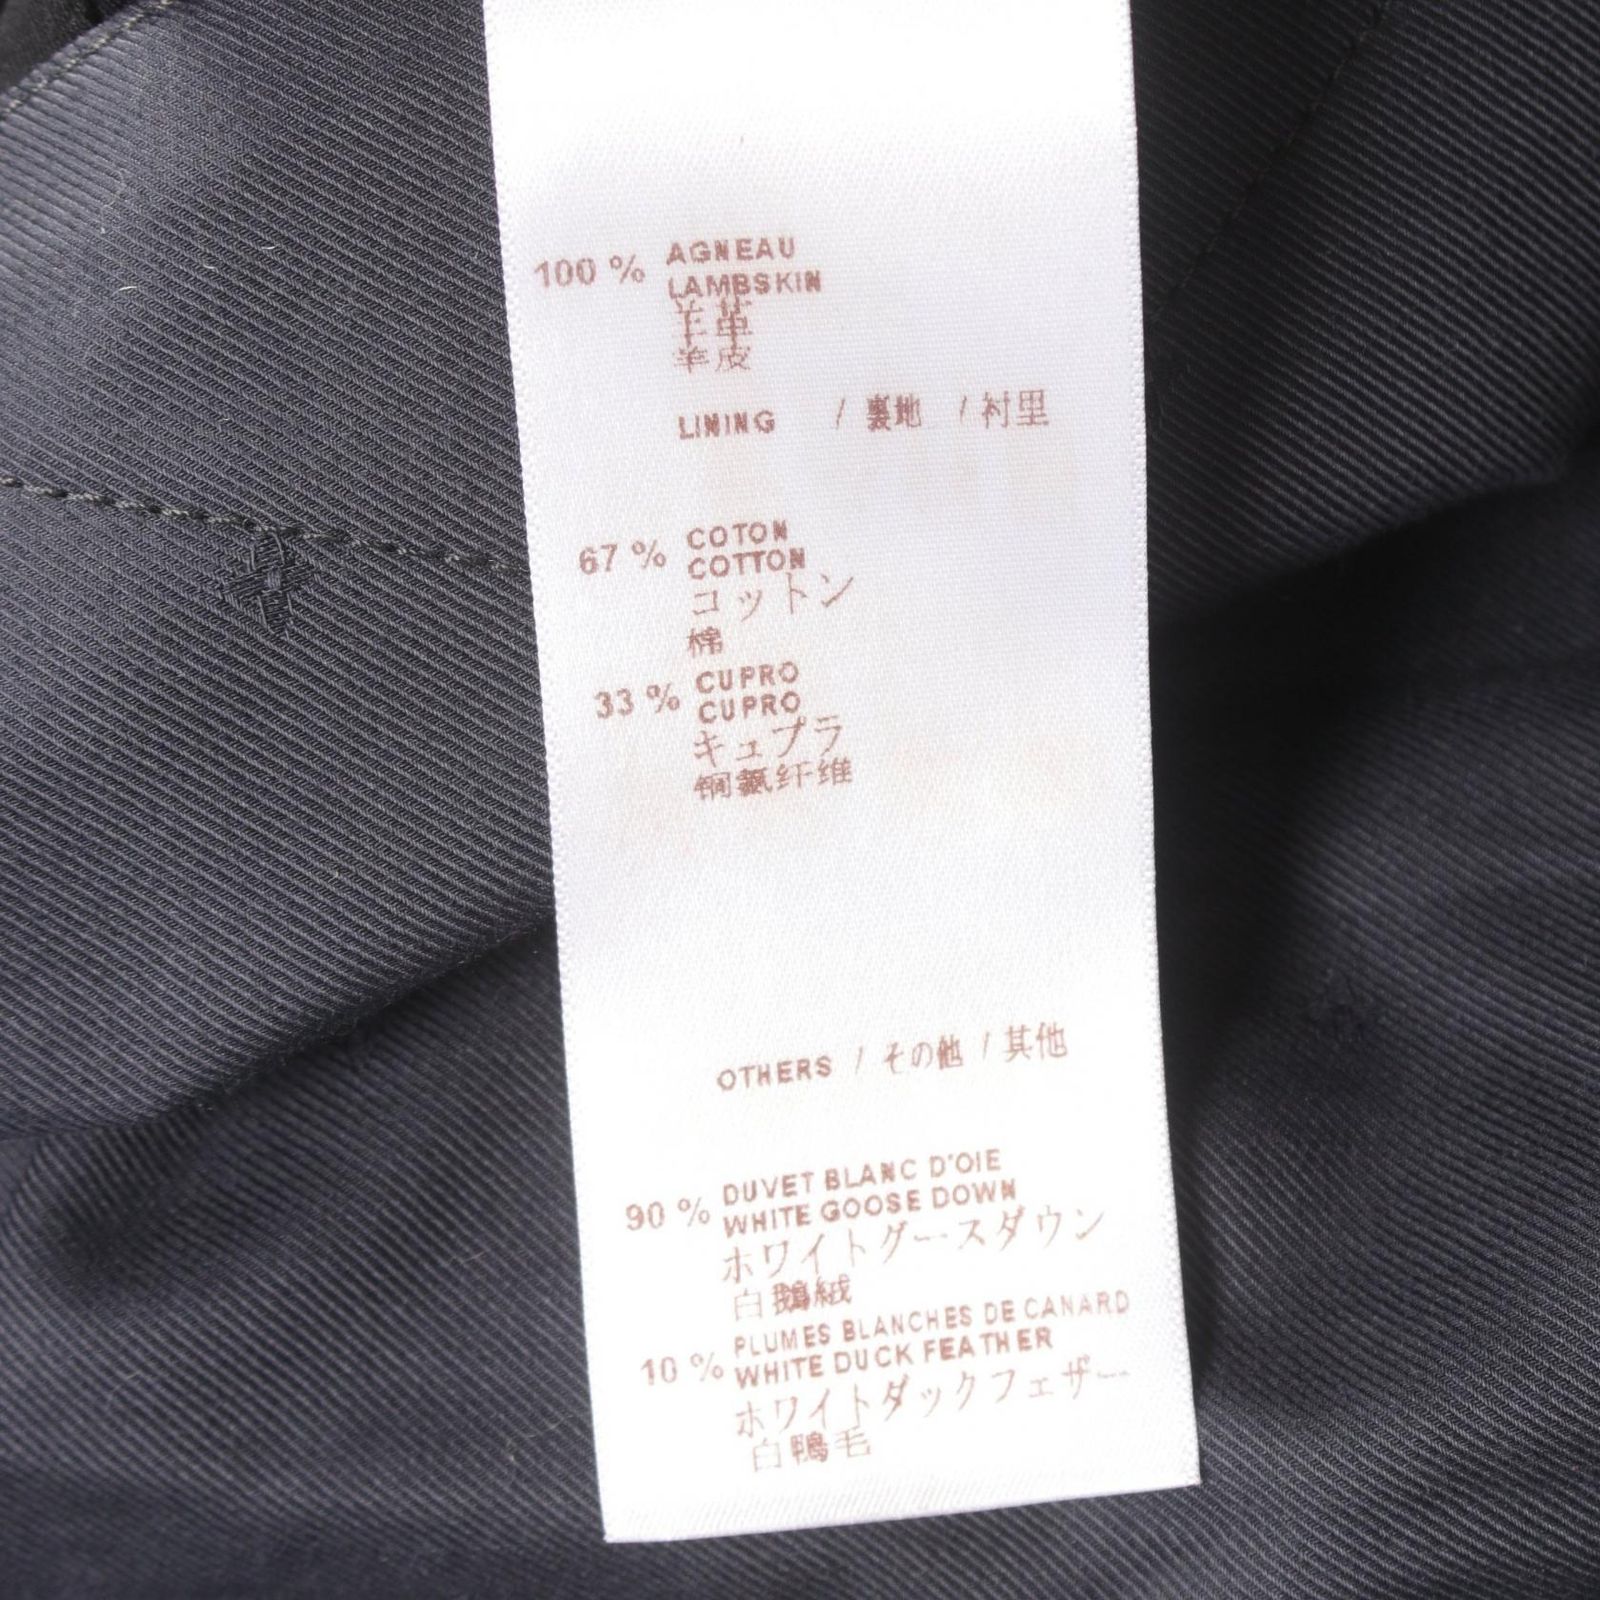 100 % AGNEAU
LAMBSKIN
羊革
羊皮
LINING / 裏地 / 衬里
67 % COTON
COTTON
コットン
棉
33 % CUPRO
CUPRO
キュプラ
铜氨纤维
OTHERS / その他 / 其他
90 % DUVET BLANC D'OIE
WHITE GOOSE DOWN
ホワイトグースダウン
白鵝絨
10 % PLUMES BLANCHES DE CANARD
WHITE DUCK FEATHER
ホワイトダックフェザー
白鴨毛